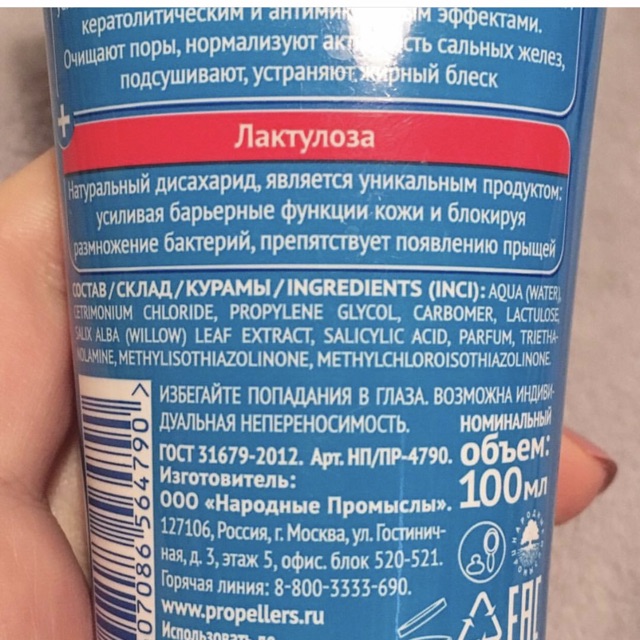 кератолитическим и эффектами.
Очищают поры, нормализуют сальных желез,
подсушивают, устраняют жирный блеск
+
Лактулоза
Натуральный дисахарид, является уникальным продуктом:
усиливая барьерные функции кожи и блокируя
размножение бактерий, препятствует появлению прыщей
СОСТАВ/СКЛАД/КУРАМЫ/INGREDIENTS (INCI): AQUA (WATER),
CETRIMONIUM CHLORIDE, PROPYLENE GLYCOL, CARBOMER, LACTULOSE,
SALIX ALBA (WILLOW) LEAF EXTRACT, SALICYLIC ACID, PARFUM, TRIETHA-
NOLAMINE, METHYLISOTHIAZOLINONE, METHYLCHLOROISOTHIAZOLINONE.
ИЗБЕГАЙТЕ ПОПАДАНИЯ В ГЛАЗА. ВОЗМОЖНА ИНДИВИ-
ДУАЛЬНАЯ НЕПЕРЕНОСИМОСТЬ.
ГОСТ 31679-2012. Арт. НП/ПР-4790.
Изготовитель:
ООО «Народные Промыслы».
127106, Россия, г. Москва, ул. Гостинич-
ная, д. 3, этаж 5, офис. блок 520-521.
Горячая линия: 8-800-3333-690.
www.propellers.ru
Использовать до
НОМИНАЛЬНЫЙ
объем:
100мл
07086 564790 >
EAC